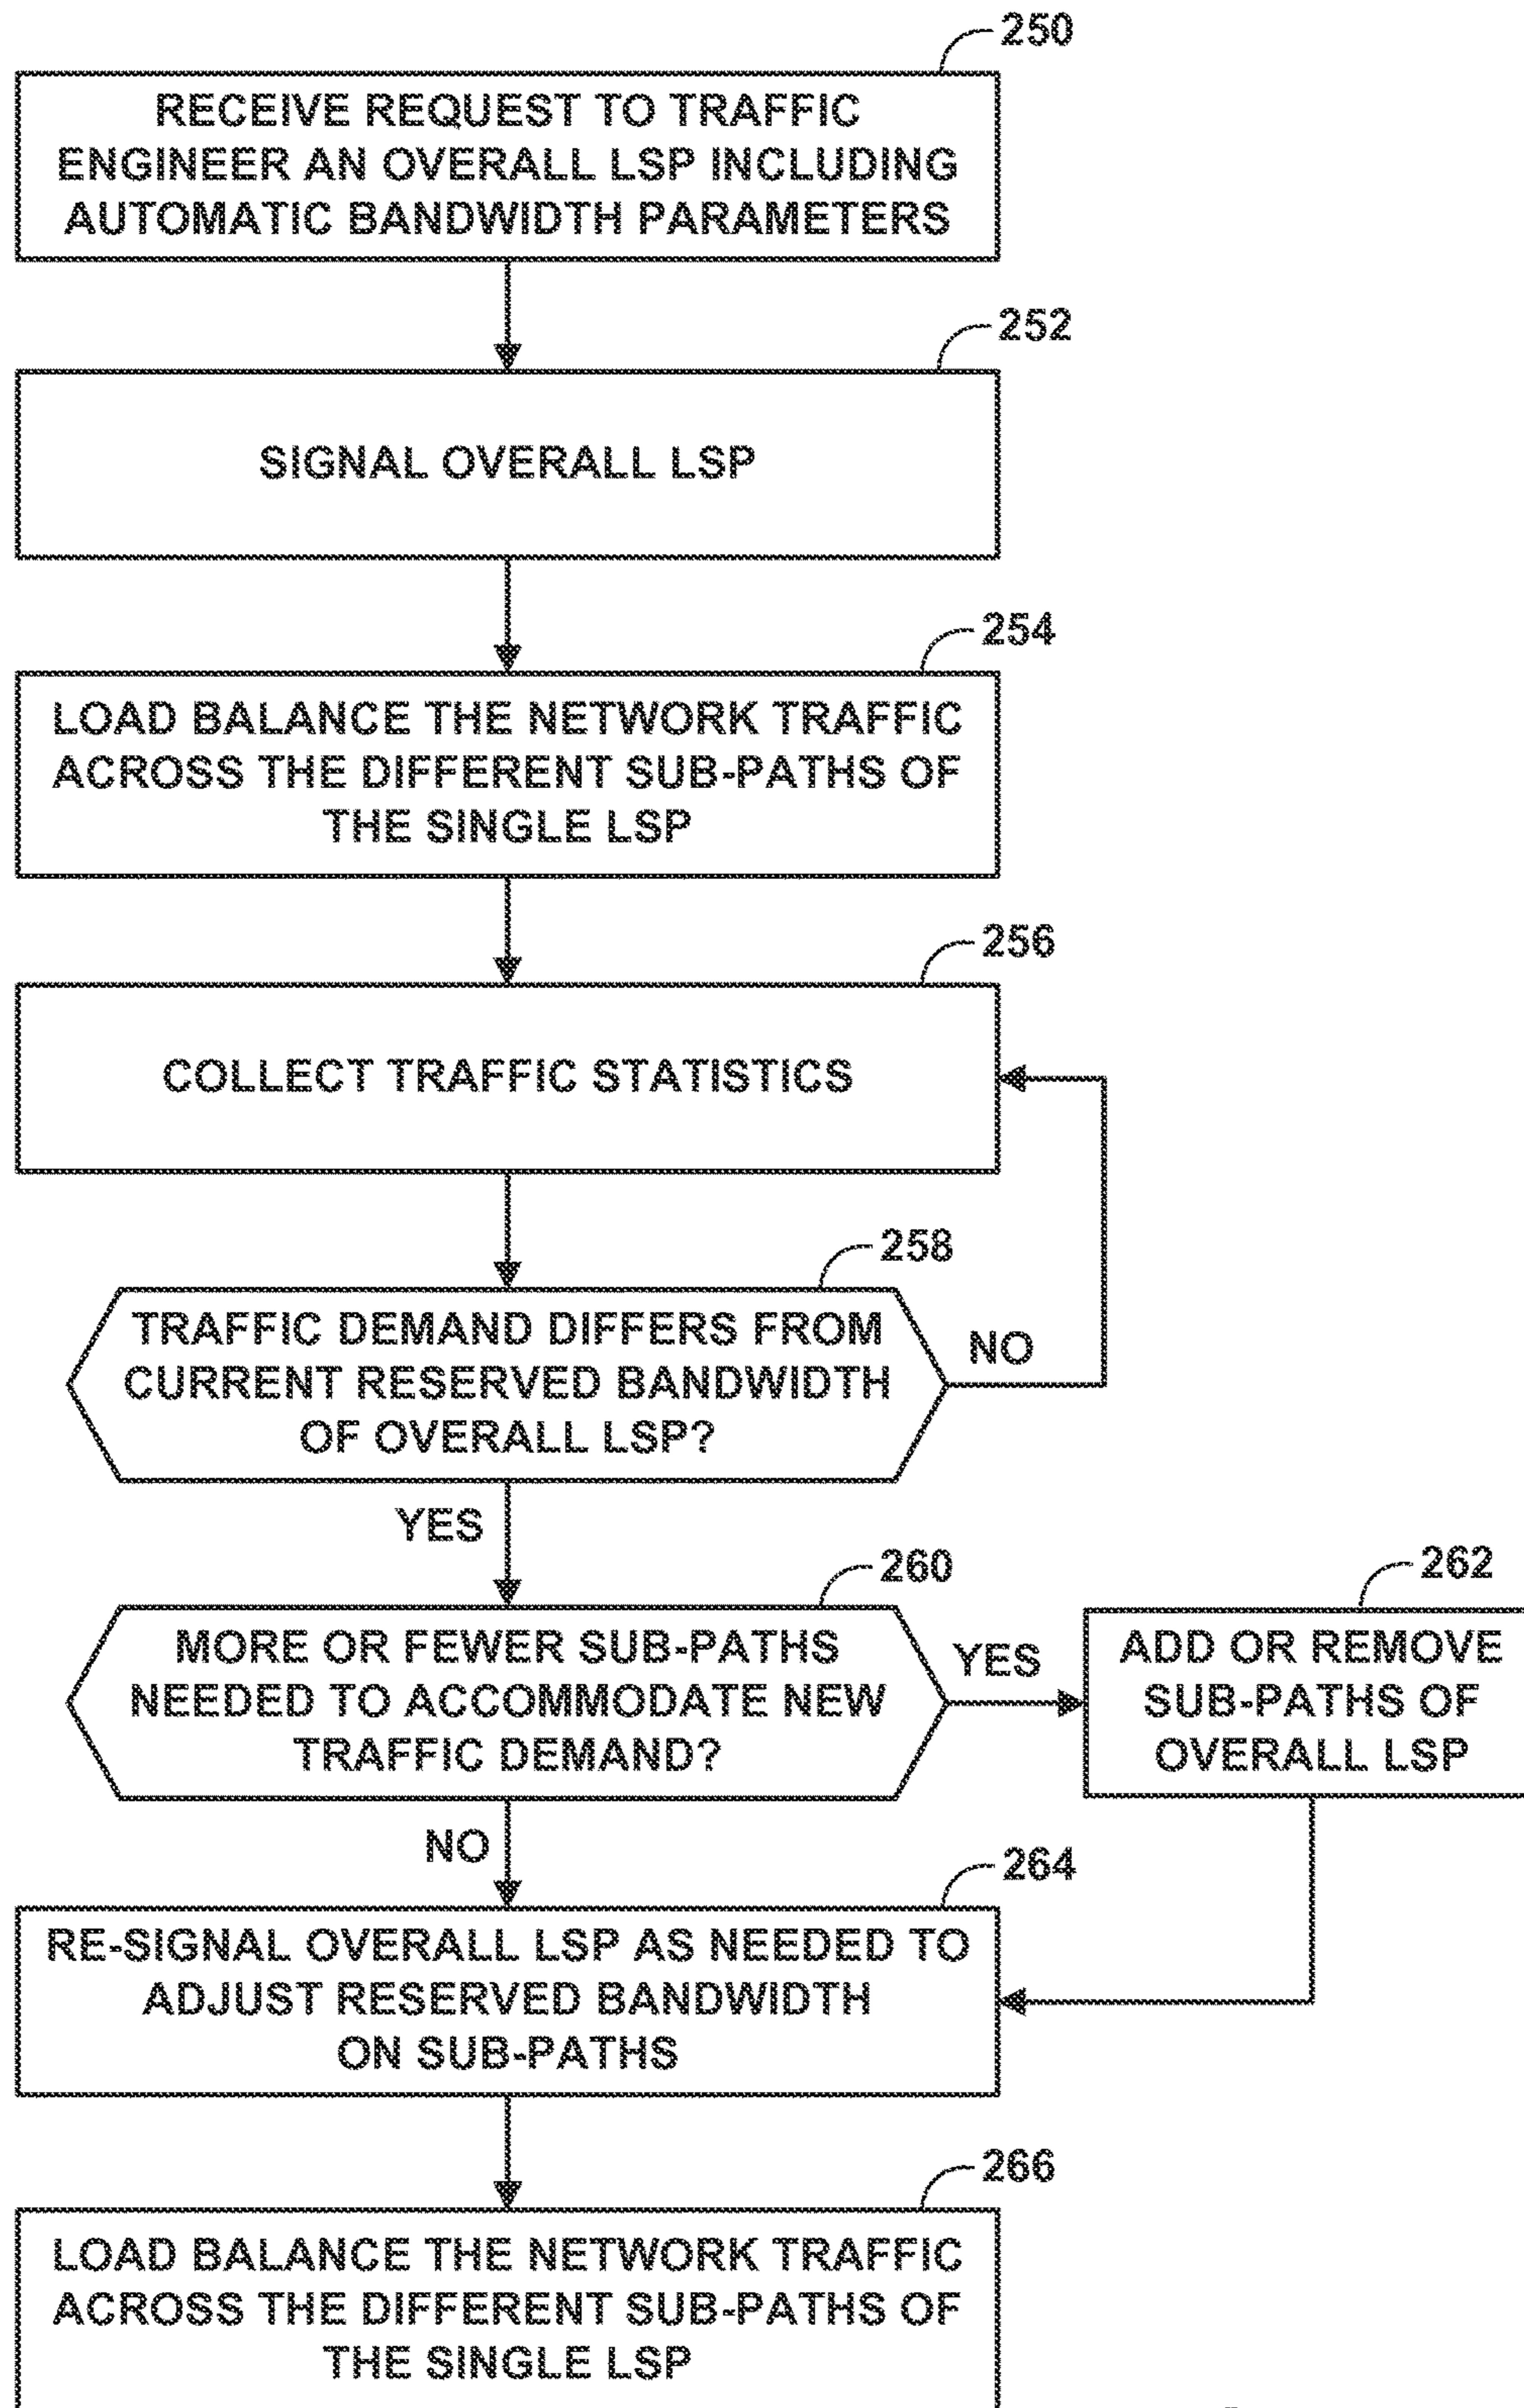 250
RECEIVE REQUEST TO TRAFFIC
ENGINEER AN OVERALL LSP INCLUDING
AUTOMATIC BANDWIDTH PARAMETERS
252
SIGNAL OVERALL LSP
254
LOAD BALANCE THE NETWORK TRAFFIC
ACROSS THE DIFFERENT SUB-PATHS OF
THE SINGLE LSP
256
COLLECT TRAFFIC STATISTICS
258
TRAFFIC DEMAND DIFFERS FROM
CURRENT RESERVED BANDWIDTH
OF OVERALL LSP?
NO
YES
260
MORE OR FEWER SUB-PATHS
NEEDED TO ACCOMMODATE NEW
TRAFFIC DEMAND?
YES
262
ADD OR REMOVE
SUB-PATHS OF
OVERALL LSP
NO
264
RE-SIGNAL OVERALL LSP AS NEEDED TO
ADJUST RESERVED BANDWIDTH
ON SUB-PATHS
266
LOAD BALANCE THE NETWORK TRAFFIC
ACROSS THE DIFFERENT SUB-PATHS OF
THE SINGLE LSP